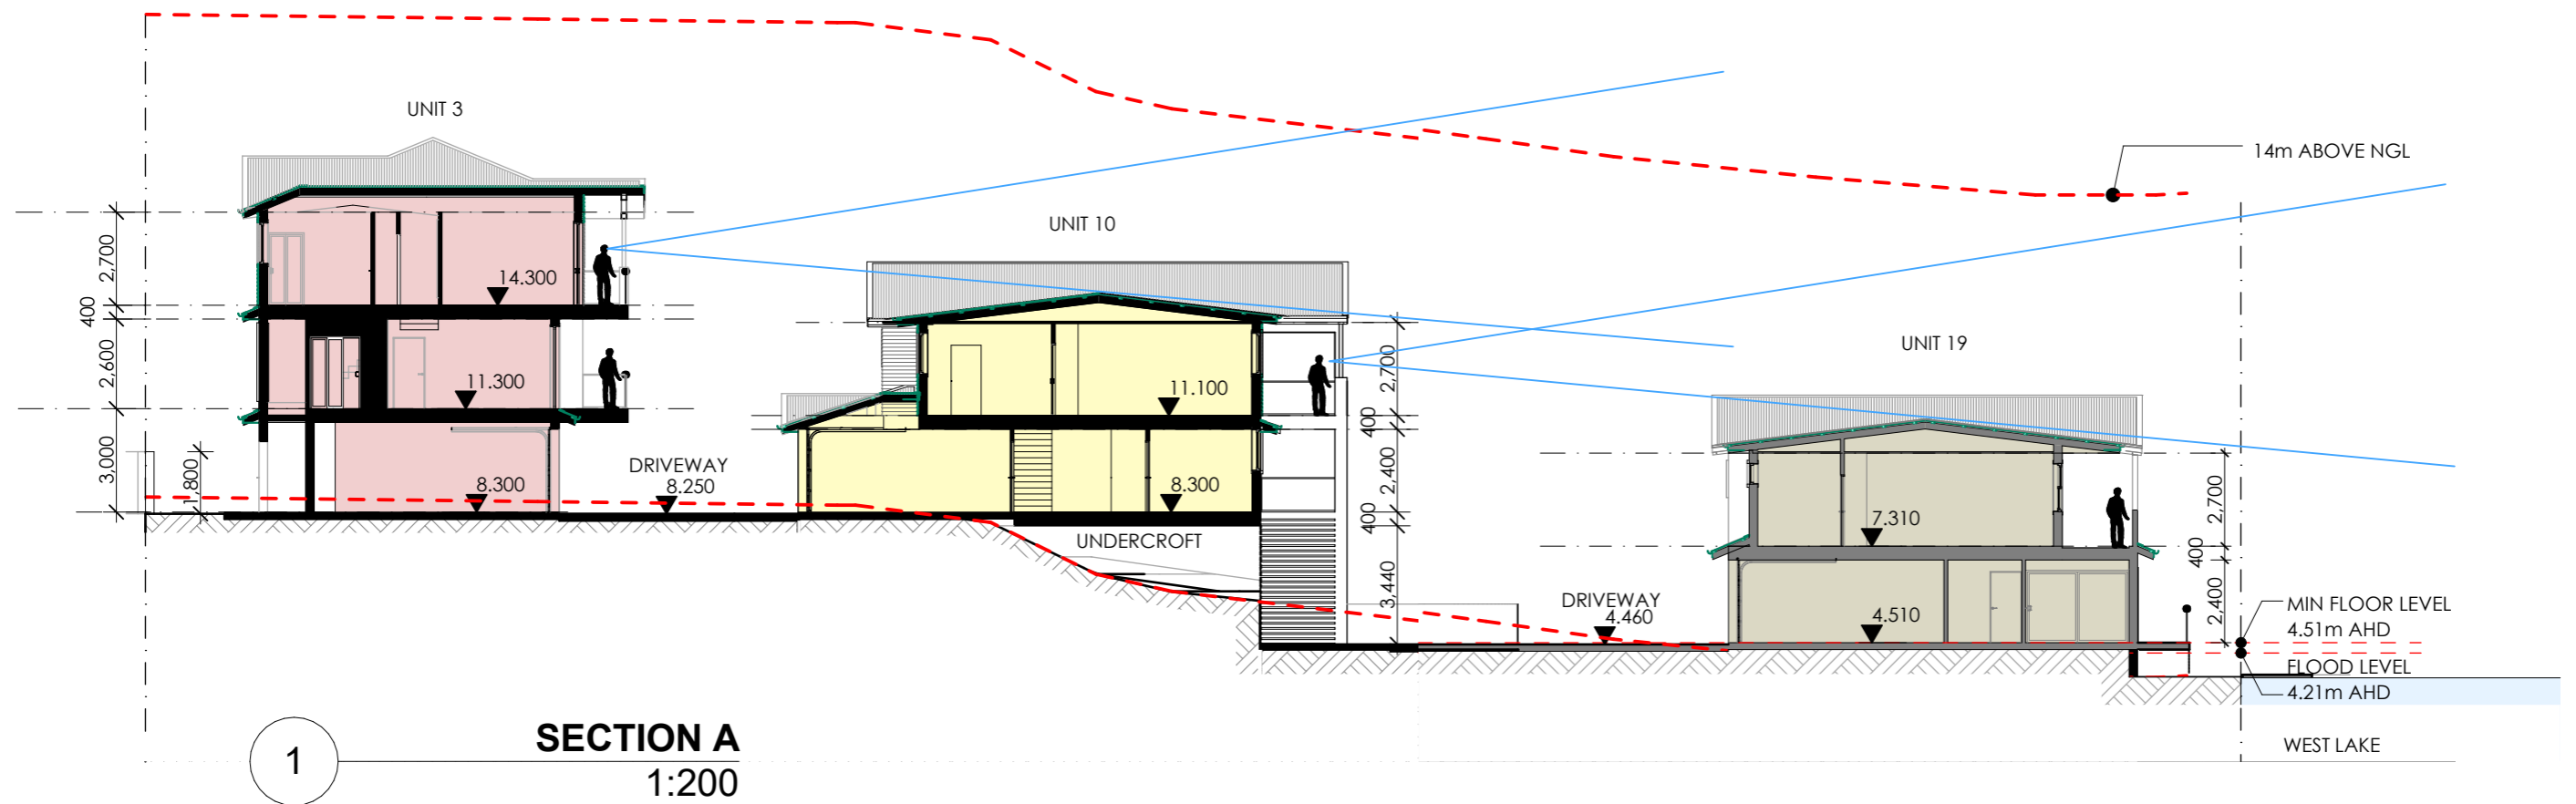 UNIT 3
14m ABOVE NGL
UNIT 10
2,700
14.300
400
UNIT 19
2,600
11.300
2,700
11.100
400
3,000
1,800
DRIVEWAY
8.250
8.300
2,400
8.300
400
UNDERCROFT
7.310
2,700
400
3,440
DRIVEWAY
4.460
4.510
2,400
MIN FLOOR LEVEL
4.51m AHD
FLOOD LEVEL
4.21m AHD
WEST LAKE
1
SECTION A
1:200